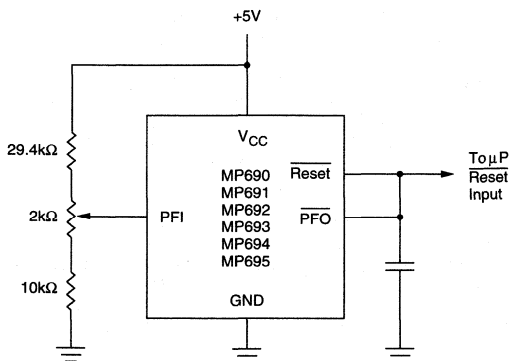 +5V
29.4kΩ
2kΩ
10kΩ
V_CC
PFI
MP690
MP691
MP692
MP693
MP694
MP695
Reset
PFO
GND
To μP
Reset
Input